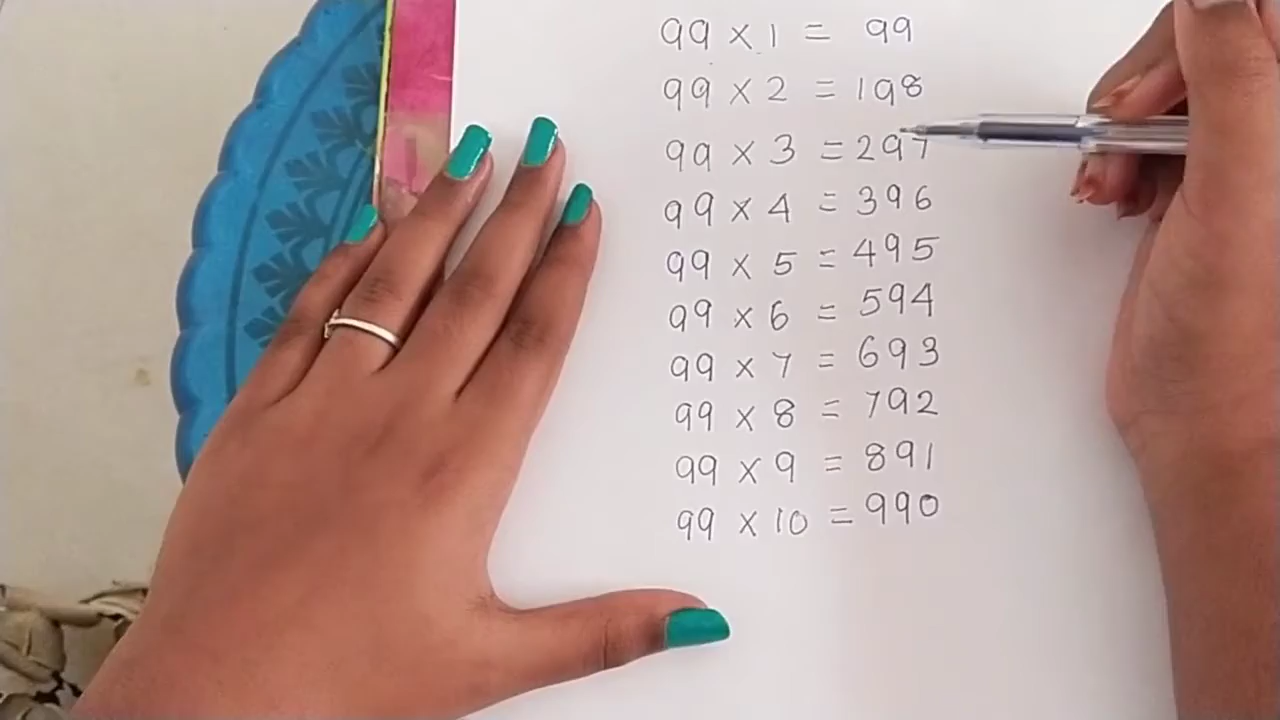 99 × 1 = 99
99 × 2 = 198
99 × 3 = 297
99 × 4 = 396
99 × 5 = 495
99 × 6 = 594
99 × 7 = 693
99 × 8 = 792
99 × 9 = 891
99 × 10 = 990